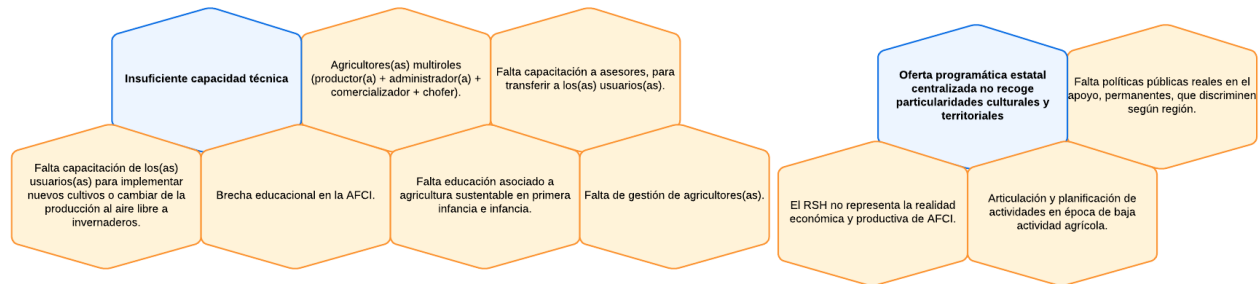 Insuficiente capacidad técnica
Agricultores(as) multiroles
(productor(a) + administrador(a) +
comercializador + chofer).
Falta capacitación a asesores, para
transferir a los(as) usuarios(as).
Falta capacitación de los(as)
usuarios(as) para implementar
nuevos cultivos o cambiar de la
producción al aire libre a
invernaderos.
Brecha educacional en la AFCI.
Falta educación asociado a
agricultura sustentable en primera
infancia e infancia.
Falta de gestión de agricultores(as).
Oferta programática estatal
centralizada no recoge
particularidades culturales y
territoriales
Falta políticas públicas reales en el
apoyo, permanentes, que discriminen
según región.
El RSH no representa la realidad
económica y productiva de AFCI.
Articulación y planificación de
actividades en época de baja
actividad agrícola.